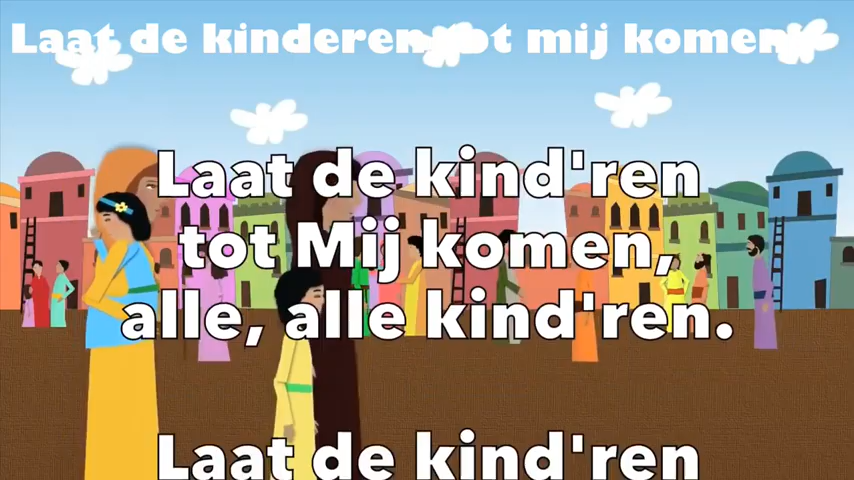 Laat de kinderen tot mij komen
Laat de kind'ren
tot Mij komen,
alle, alle kind'ren.
Laat de kind'ren